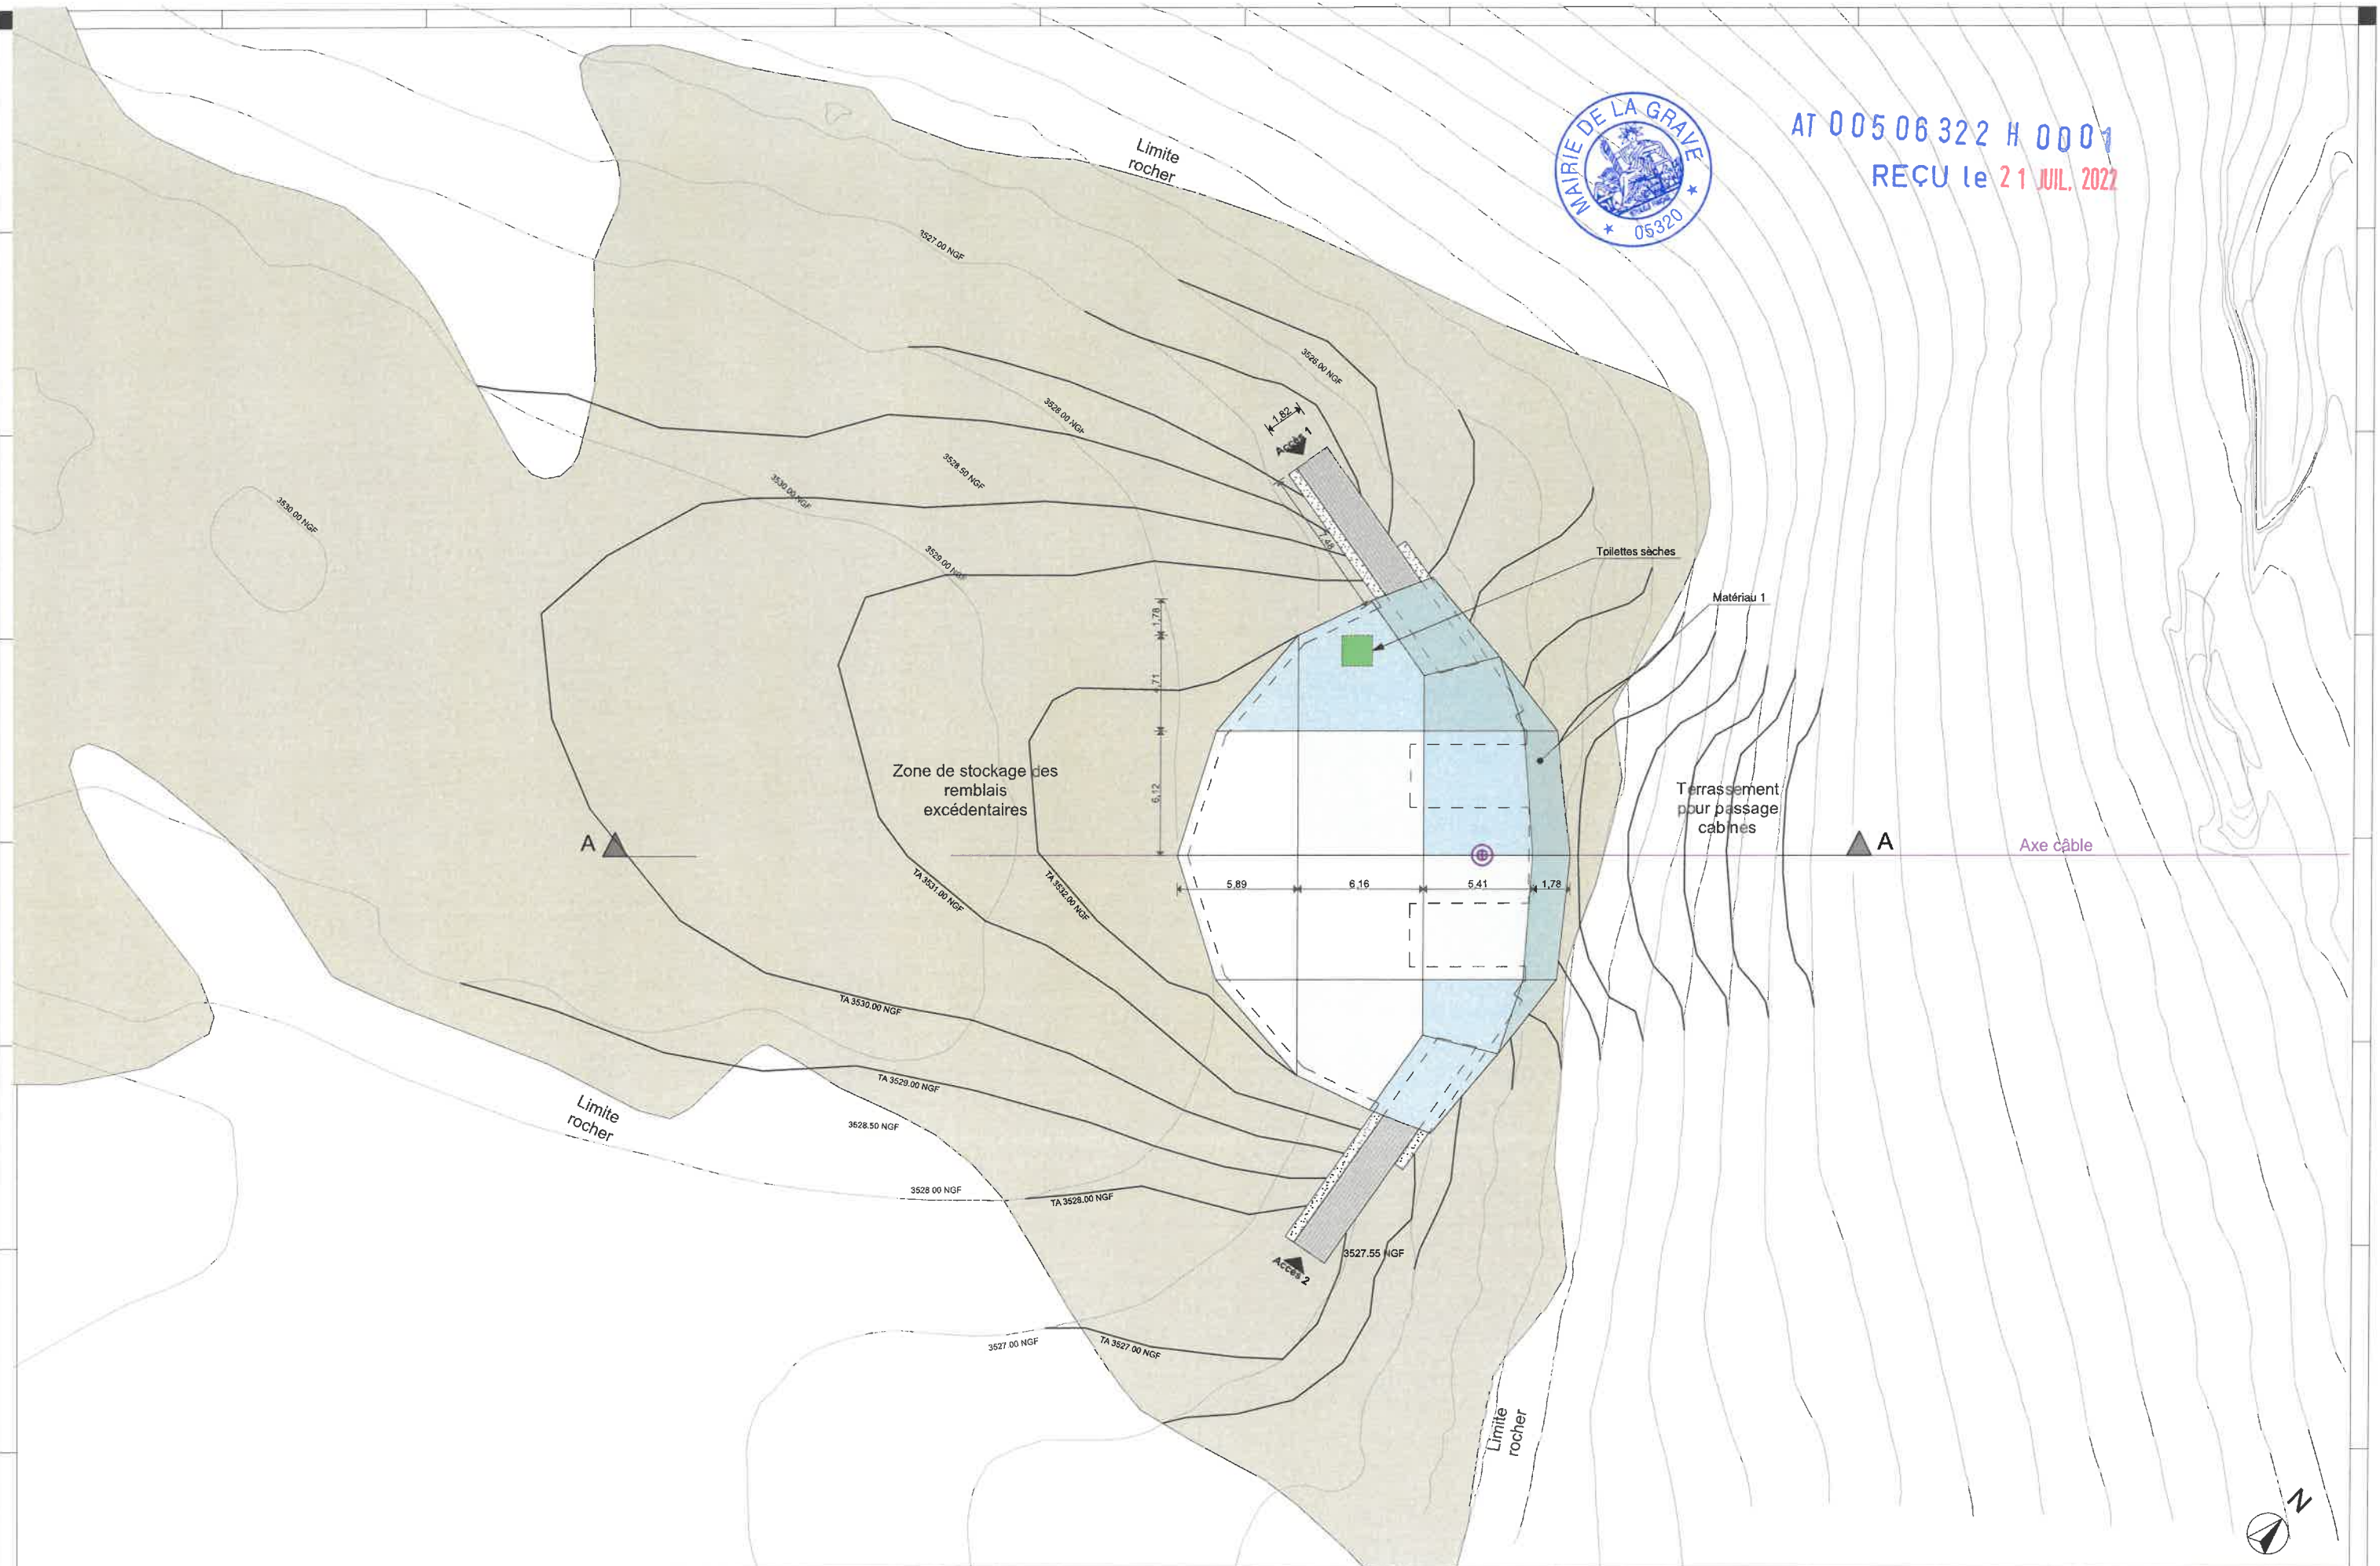 MAIRIE DE LA GRAVE
★ 05320 ★
AT 00506322 H 0001
REÇU le 21 JUIL. 2022
Limite
rocher
3527.00 NGF
3526.00 NGF
1,82
Accès 1
3528.00 NGF
3528.50 NGF
3530.00 NGF
3530.00 NGF
3529.00 NGF
Toilettes sèches
Matériau 1
1,78
6,12
Zone de stockage des
remblais
excédentaires
Terrassement
pour passage
cabines
A
A
Axe câble
5,89
6,16
5,41
1,78
TA 3531.00 NGF
TA 3532.00 NGF
TA 3530.00 NGF
TA 3529.00 NGF
Limite
rocher
3528.50 NGF
3528.00 NGF
TA 3528.00 NGF
3527.55 NGF
Accès 2
3527.00 NGF
TA 3527.00 NGF
Limite
rocher
N